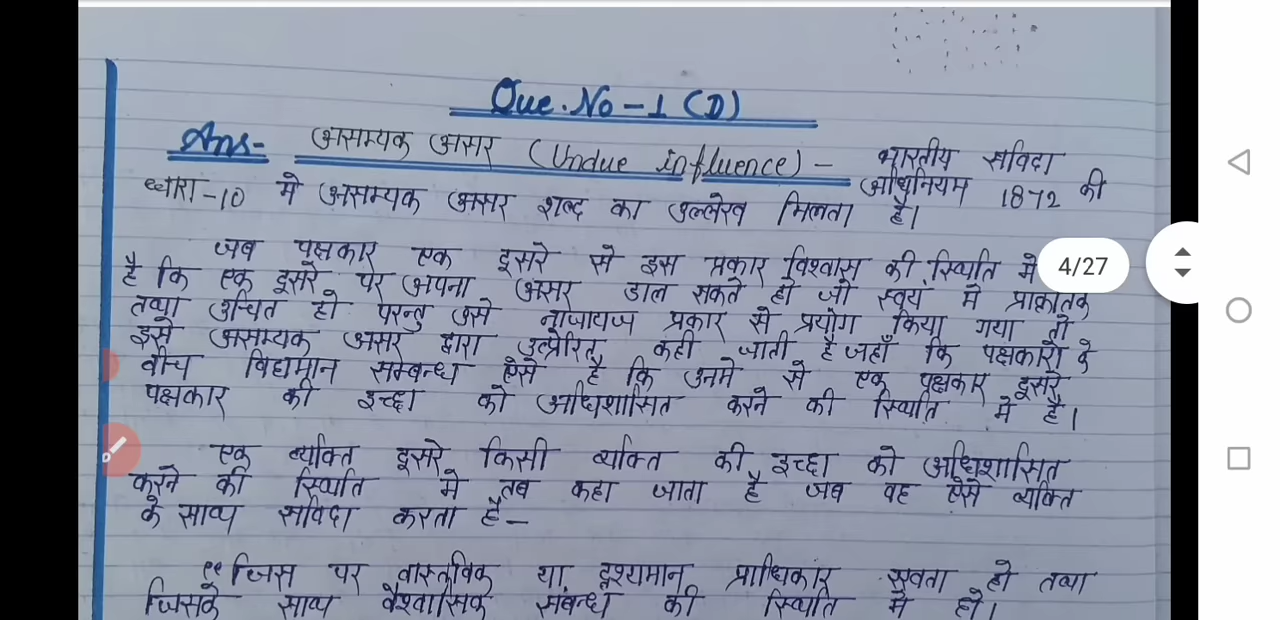 Que. No - 1 (D)
Ans- असम्यक असर (Undue influence) - भारतीय संविदा
अधिनियम 1872 की
धारा-10 मे असम्यक असर शब्द का उल्लेख मिलता है।
जब पक्षकार एक दूसरे से इस प्रकार विश्वास की स्थिति मे
है कि एक दूसरे पर अपना असर डाल सकते हो जो स्वयं मे प्राक्रतिक
तथा उचित हो परन्तु उसे नाजायज प्रकार से प्रयोग किया गया तो
इसे असम्यक असर द्वारा उत्प्रेरित कही जाती है जहाँ कि पक्षकारो के
बीच विद्यमान सम्बन्ध ऐसे है कि उनमे से एक पक्षकार दूसरे
पक्षकार की इच्छा को अधिशासित करने की स्थिति मे है।
एक व्यक्ति दूसरे किसी व्यक्ति की इच्छा को अधिशासित
करने की स्थिति मे तब कहा जाता है जब वह ऐसे व्यक्ति
के साथ संविदा करता है-
जिस पर वास्तविक या दृश्यमान प्राधिकार रखता हो तथा
जिसके साथ वैश्वासिक संबन्ध की स्थिति मे हो।
4/27